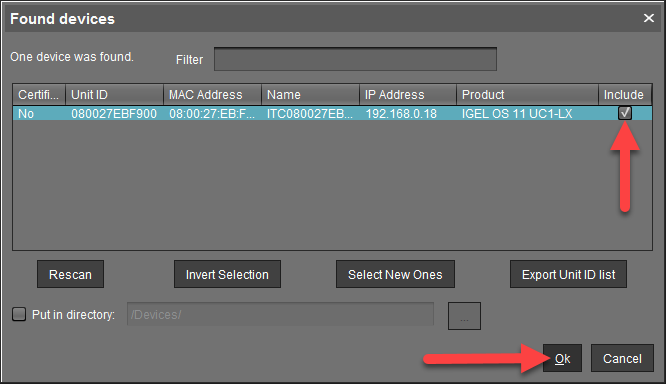 Found devices
One device was found. Filter
Certifi... Unit ID MAC Address Name IP Address Product Include
No 080027EBF900 08:00:27:EB:F... ITC080027EB... 192.168.0.18 IGEL OS 11 UC1-LX
Rescan Invert Selection Select New Ones Export Unit ID list
Put in directory: /Devices/ ...
Ok Cancel